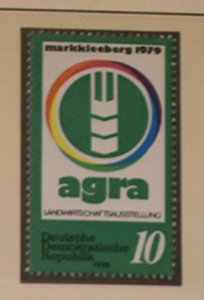 markkleeberg 1979
agra
LANDWIRTSCHAFTSAUSSTELLUNG
Deutsche
Demokratische
Republik
10
1979